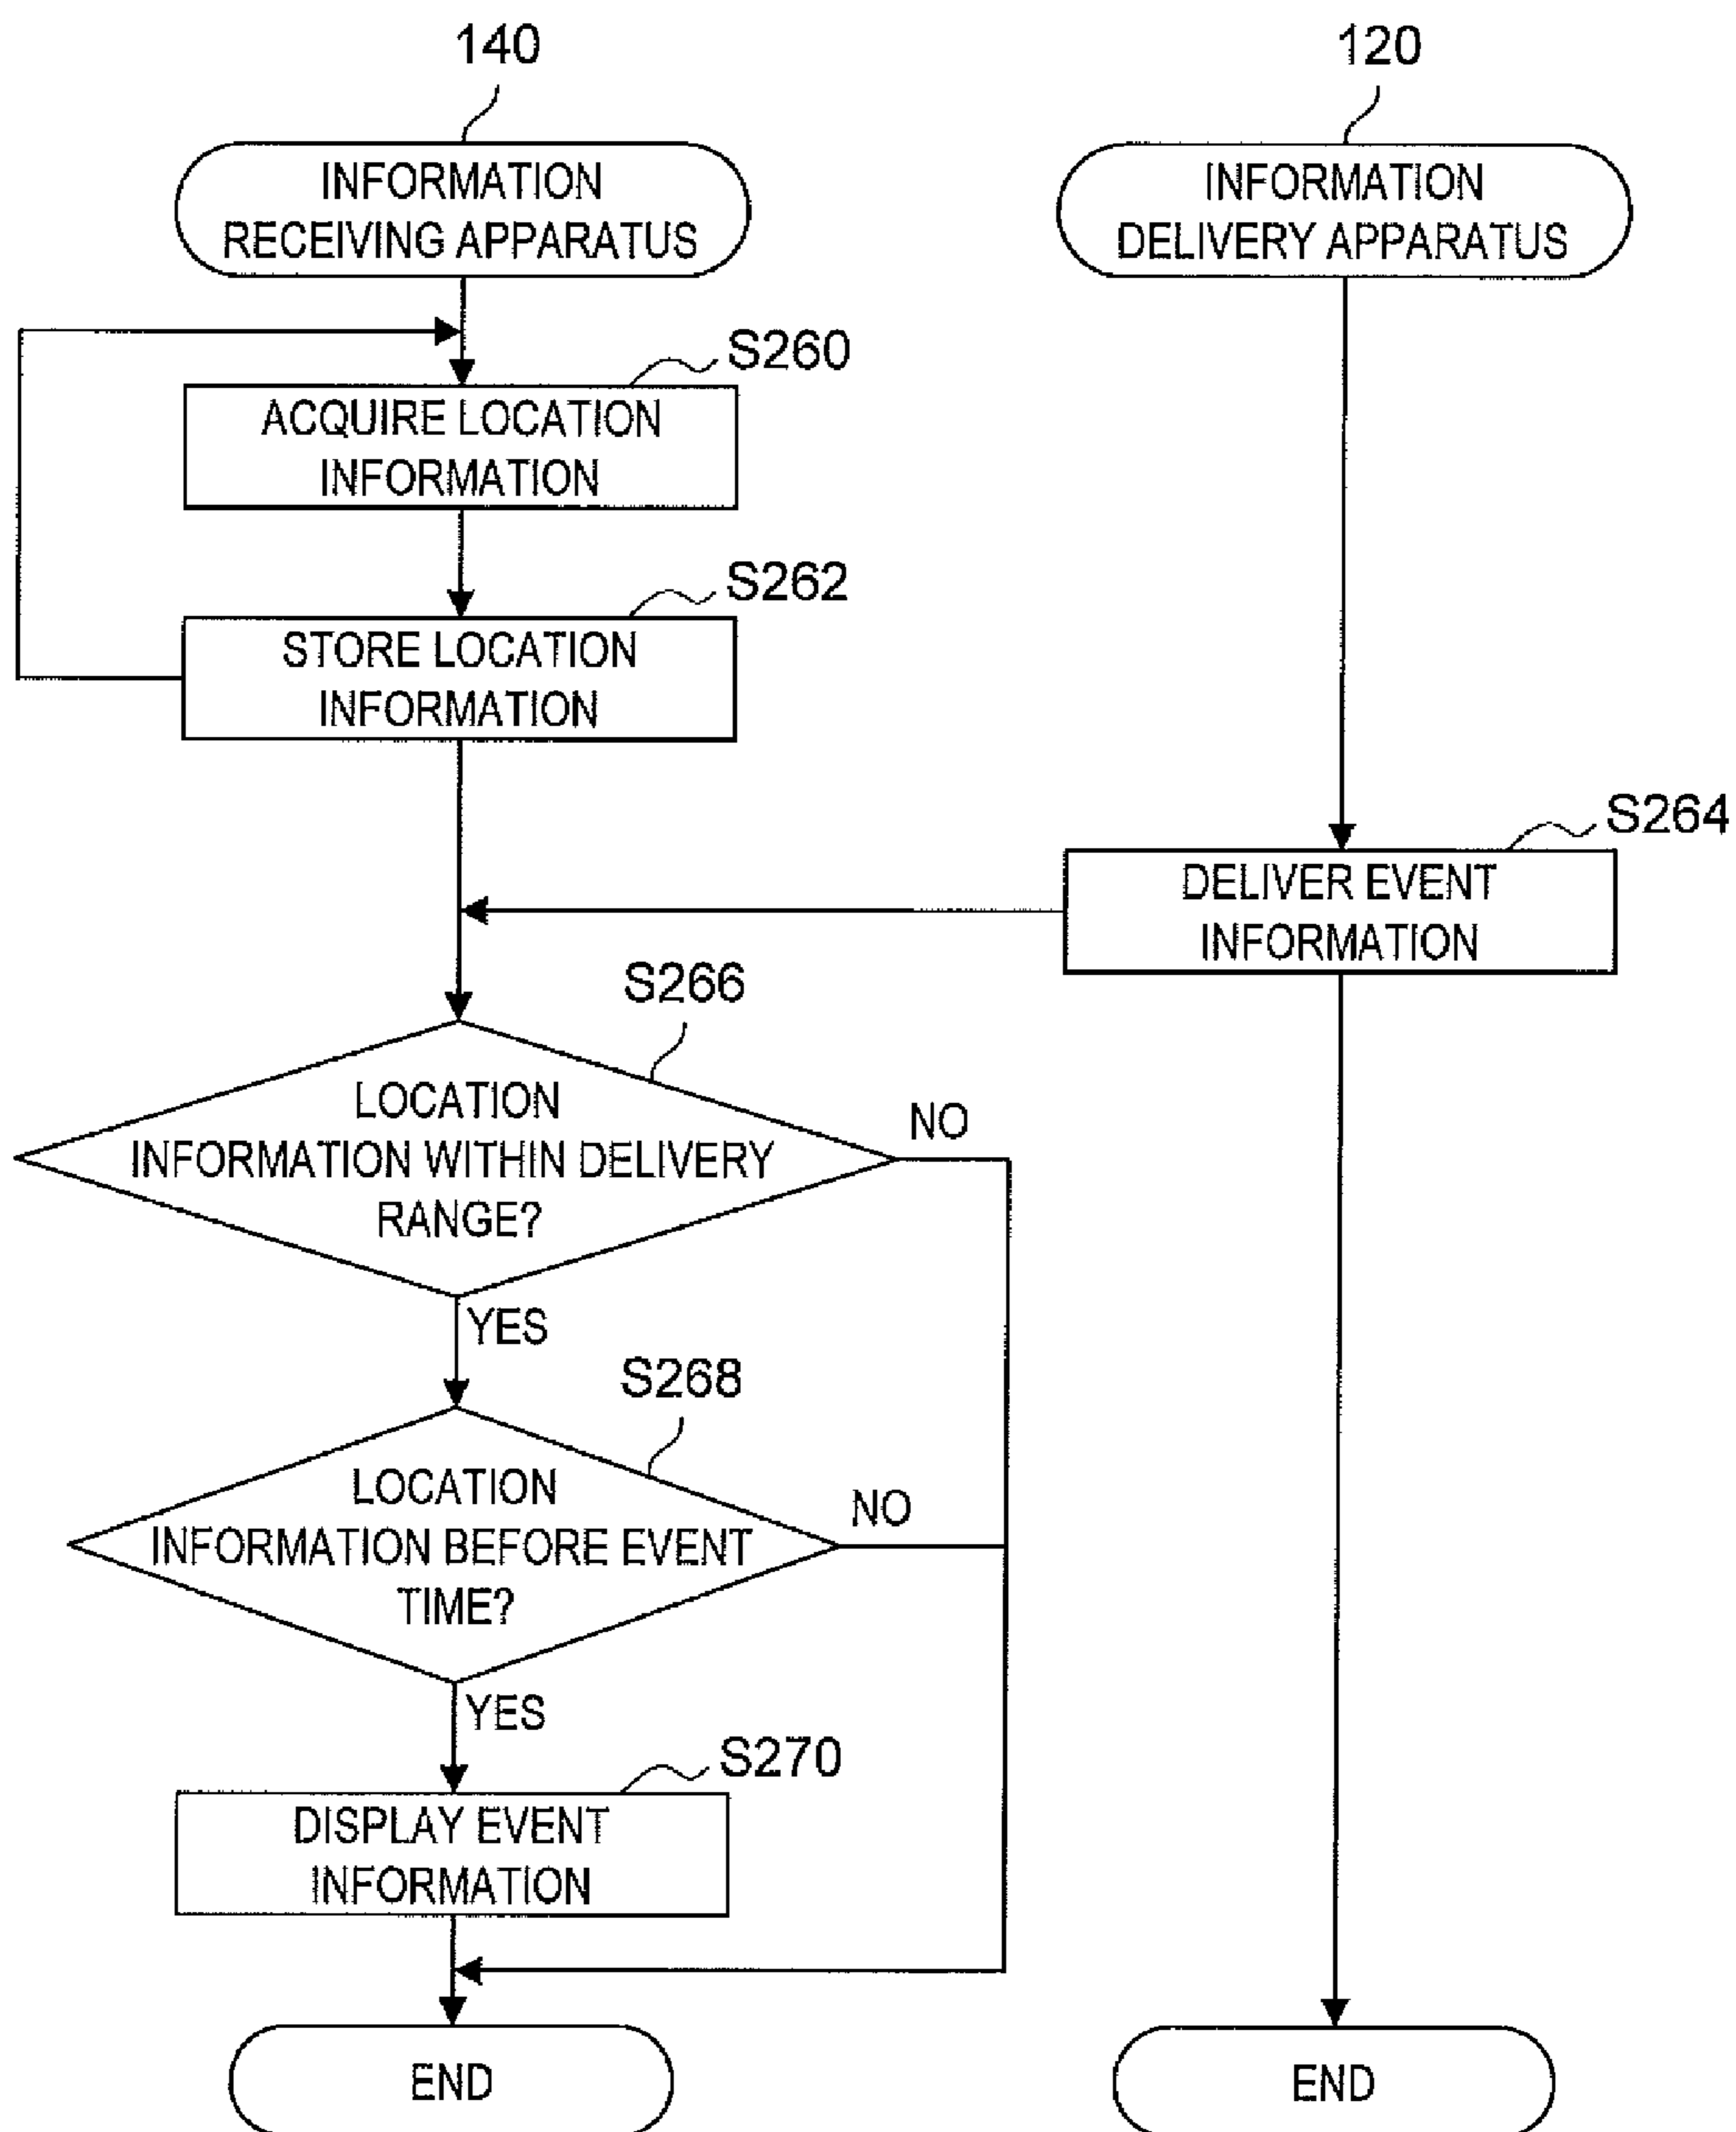 140
INFORMATION
RECEIVING APPARATUS
120
INFORMATION
DELIVERY APPARATUS
S260
ACQUIRE LOCATION
INFORMATION
S262
STORE LOCATION
INFORMATION
S264
DELIVER EVENT
INFORMATION
S266
LOCATION
INFORMATION WITHIN DELIVERY
RANGE?
NO
YES
S268
LOCATION
INFORMATION BEFORE EVENT
TIME?
NO
YES
S270
DISPLAY EVENT
INFORMATION
END
END